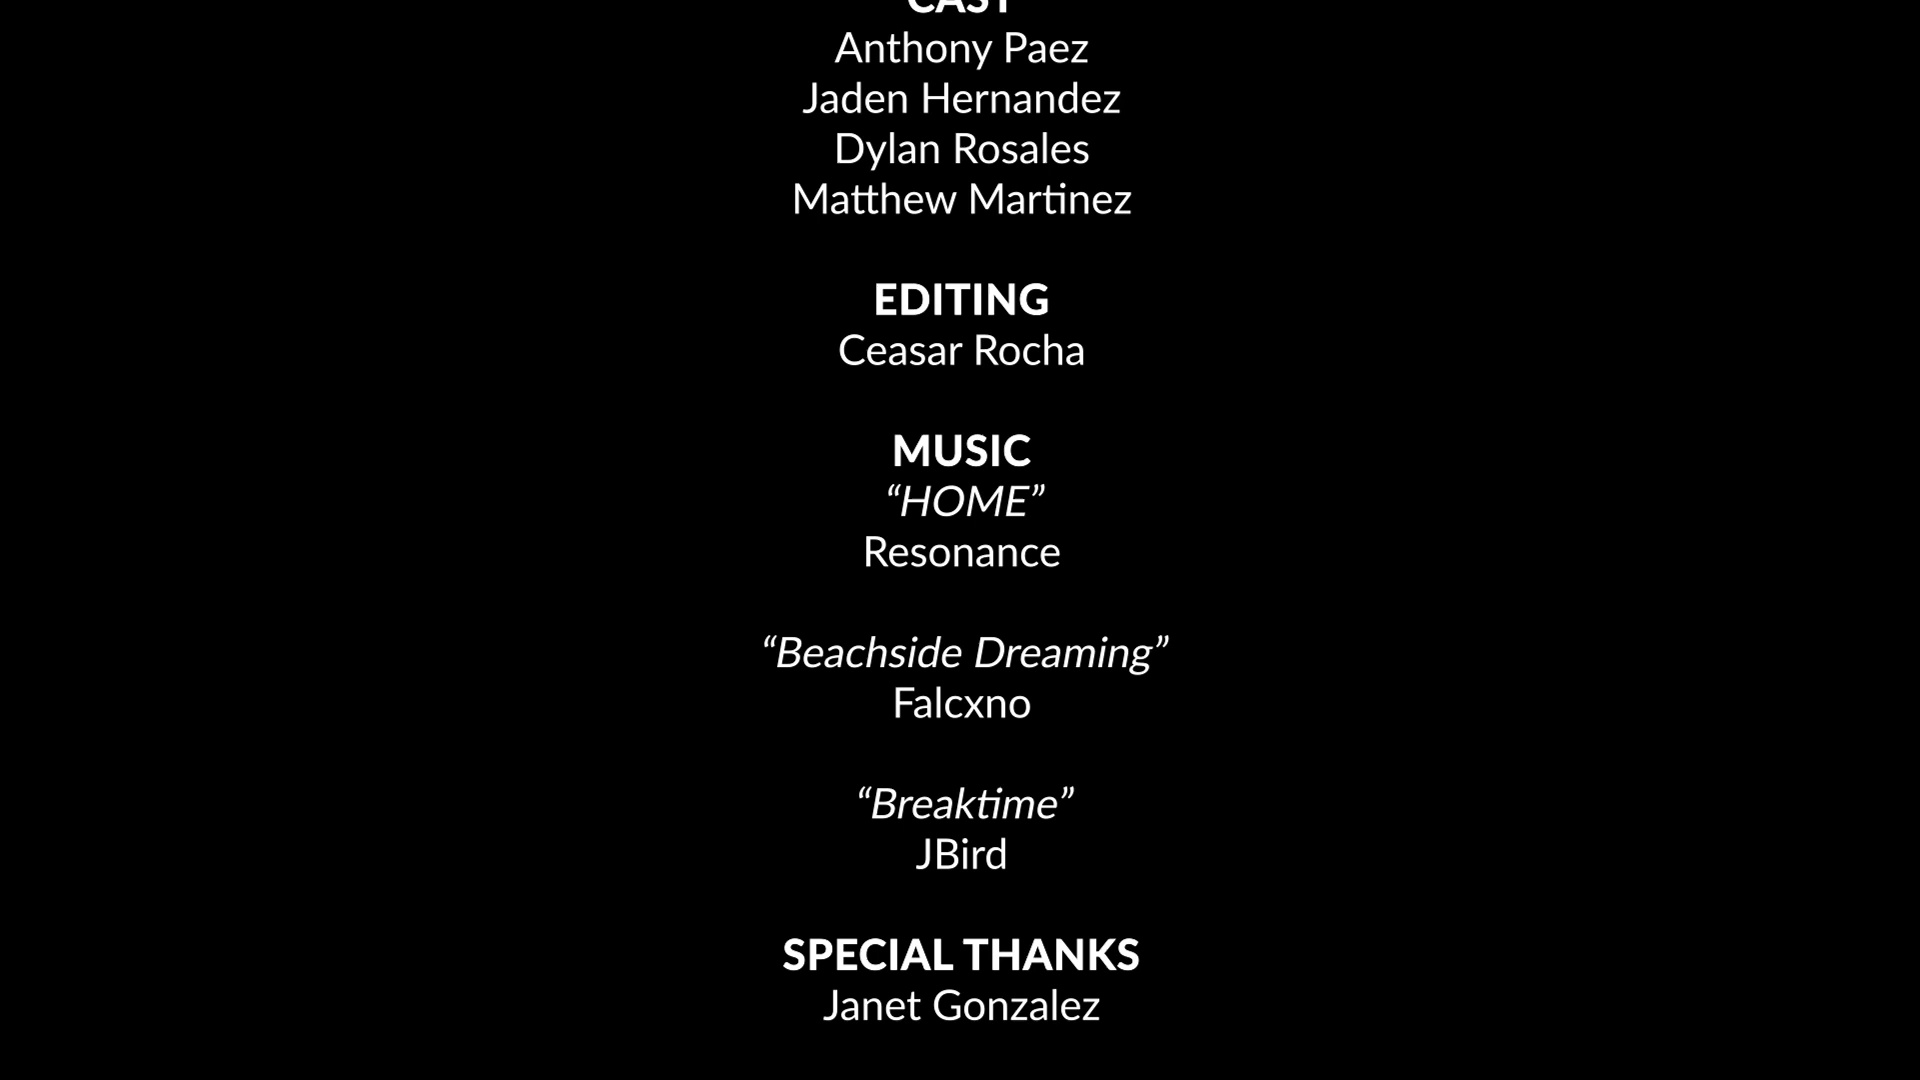 CAST
Anthony Paez
Jaden Hernandez
Dylan Rosales
Matthew Martinez
EDITING
Ceasar Rocha
MUSIC
“HOME”
Resonance
“Beachside Dreaming”
Falcxno
“Breaktime”
JBird
SPECIAL THANKS
Janet Gonzalez